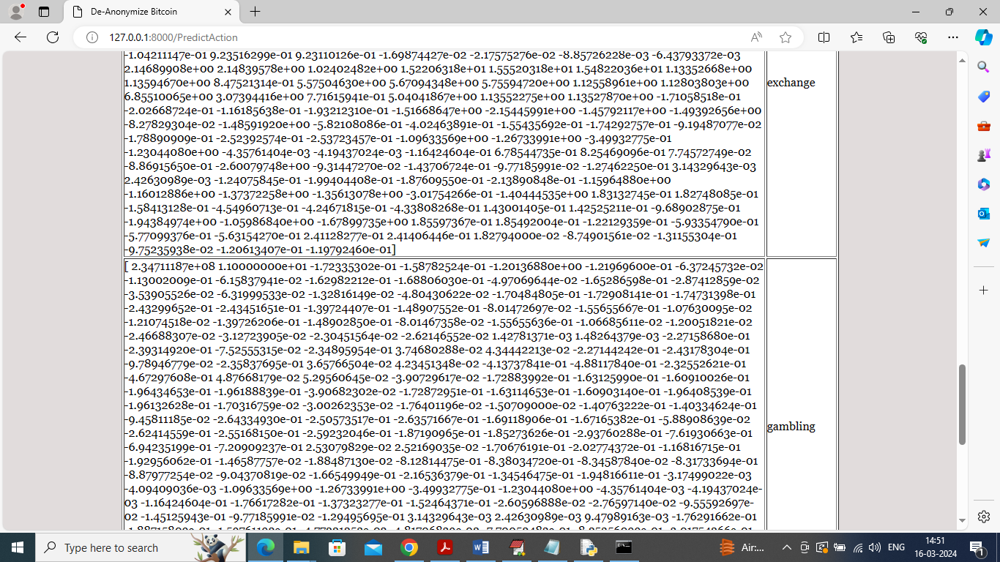 De-Anonymize Bitcoin
127.0.0.1:8000/PredictAction
-1.04211147e-01 9.23516299e-01 9.23110126e-01 -1.69874427e-02 -2.17575276e-02 -8.85726228e-03 -6.43793372e-03
2.14689908e+00 2.14839578e+00 1.02402482e+00 1.52206318e+01 1.55520318e+01 1.54822036e+01 1.13352668e+00
1.13594670e+00 8.47521314e-01 5.57504630e+00 5.67094348e+00 5.75594720e+00 1.12558961e+00 1.12803803e+00
6.85510065e+00 3.07394416e+00 7.71615941e-01 5.04041867e+00 1.13552275e+00 1.13527870e+00 -1.71058518e-01
-2.02668724e-01 -1.16185638e-01 -1.93212310e-01 -1.51668647e+00 -2.15445991e+00 -1.45792117e+00 -1.49392656e+00
-8.27829304e-02 -1.48591920e+00 -5.82108086e-01 -4.02463891e-01 -1.55435692e-01 -1.74292757e-01 -9.19487077e-02
-1.78890909e-01 -2.52392574e-01 -2.53723457e-01 -1.09633569e+00 -1.26733991e+00 -3.49932775e-01
-1.23044080e+00 -4.35761404e-03 -4.19437024e-03 -1.16424604e-01 6.78544735e-01 8.25469096e-01 7.74572749e-02
-8.86915650e-01 -2.60079748e+00 -9.31447270e-02 -1.43706724e-01 -9.77185991e-02 -1.27462250e-01 3.14329643e-03
2.42630989e-03 -1.24075845e-01 -1.99404408e-01 -1.87609550e-01 -2.13890848e-01 -1.15964880e+00
-1.16012886e+00 -1.37372258e+00 -1.35613078e+00 -3.01754266e-01 -1.40444535e+00 1.83132745e-01 1.82748085e-01
-1.58413128e-01 -4.54960713e-01 -4.24671815e-01 -4.33808268e-01 1.43001405e-01 1.42525211e-01 -9.68902875e-01
-1.94384974e+00 -1.05986840e+00 -1.67899735e+00 1.85597367e-01 1.85492004e-01 -1.22129359e-01 -5.93354790e-01
-5.77099376e-01 -5.63154270e-01 2.41128277e-01 2.41406446e-01 1.82794000e-02 -8.74901561e-02 -1.31155304e-01
-9.75235938e-02 -1.20613407e-01 -1.19792460e-01]
exchange
[ 2.34711187e+08 1.10000000e+01 -1.72335302e-01 -1.58782524e-01 -1.20136880e+00 -1.21969600e-01 -6.37245732e-02
-1.13002009e-01 -6.15837941e-02 -1.62982212e-01 -1.68806030e-01 -4.97069644e-02 -1.65286598e-01 -2.87412859e-02
-3.53905526e-02 -6.31999533e-02 -1.32816149e-02 -4.80430622e-02 -1.70484805e-01 -1.72908141e-01 -1.74731398e-01
-2.43299652e-01 -2.43451651e-01 -1.39724407e-01 -1.48907552e-01 -8.01472697e-02 -1.55655667e-01 -1.07630095e-02
-1.21074518e-02 -1.39726206e-01 -1.48902850e-01 -8.01467358e-02 -1.55655636e-01 -1.06685611e-02 -1.20051821e-02
-2.46688307e-02 -3.12723905e-02 -2.30451564e-02 -2.62146552e-02 1.42781371e-03 1.48264379e-03 -2.27158680e-01
-2.39314920e-01 -7.52555315e-02 -2.34895954e-01 3.74680288e-02 4.34442213e-02 -2.27144242e-01 -2.43178304e-01
-9.78946779e-02 -2.35837695e-01 3.65766504e-02 4.23451348e-02 -4.13737841e-01 -4.88117840e-01 -2.32552621e-01
-4.67297608e-01 4.87668179e-02 5.29560645e-02 -3.90729617e-02 -1.72883992e-01 -1.63125990e-01 -1.60910026e-01
-1.96434653e-01 -1.96188839e-01 -3.90682302e-02 -1.72872951e-01 -1.63114653e-01 -1.60903140e-01 -1.96408539e-01
-1.96132628e-01 -1.70316759e-02 -3.00262353e-02 -1.76401196e-02 -1.50709000e-02 -1.40763222e-01 -1.40334624e-01
-9.45811185e-02 -2.64334930e-01 -2.50573517e-01 -2.63571667e-01 -1.69118906e-01 -1.67165382e-01 -5.88908639e-02
-2.62414559e-01 -2.55168150e-01 -2.59232046e-01 -1.87190965e-01 -1.85273626e-01 -2.93760288e-01 -7.61930663e-01
-6.94235199e-01 -7.20909237e-01 2.53079829e-02 2.52169035e-02 -1.70676191e-01 -2.02774372e-01 -1.16816715e-01
-1.92956062e-01 -1.46587757e-02 -1.88487130e-02 -8.12814475e-01 -8.38034720e-01 -8.34587840e-02 -8.31733694e-01
-8.87977254e-02 -9.04370819e-02 -1.66549949e-01 -2.16536379e-01 -1.34546475e-01 -1.94816611e-01 -3.17499022e-03
-4.09409036e-03 -1.09633569e+00 -1.26733991e+00 -3.49932775e-01 -1.23044080e+00 -4.35761404e-03 -4.19437024e-
03 -1.16424604e-01 -1.76617282e-01 -1.37323277e-01 -1.52464371e-01 -2.60596888e-02 -2.76597140e-02 -9.55592697e-
02 -1.45125943e-01 -9.77185991e-02 -1.29495695e-01 3.14329643e-03 2.42630989e-03 9.47989163e-03 -1.76291662e-02
gambling
Type here to search
Air:...
ENG
14:51
16-03-2024
1